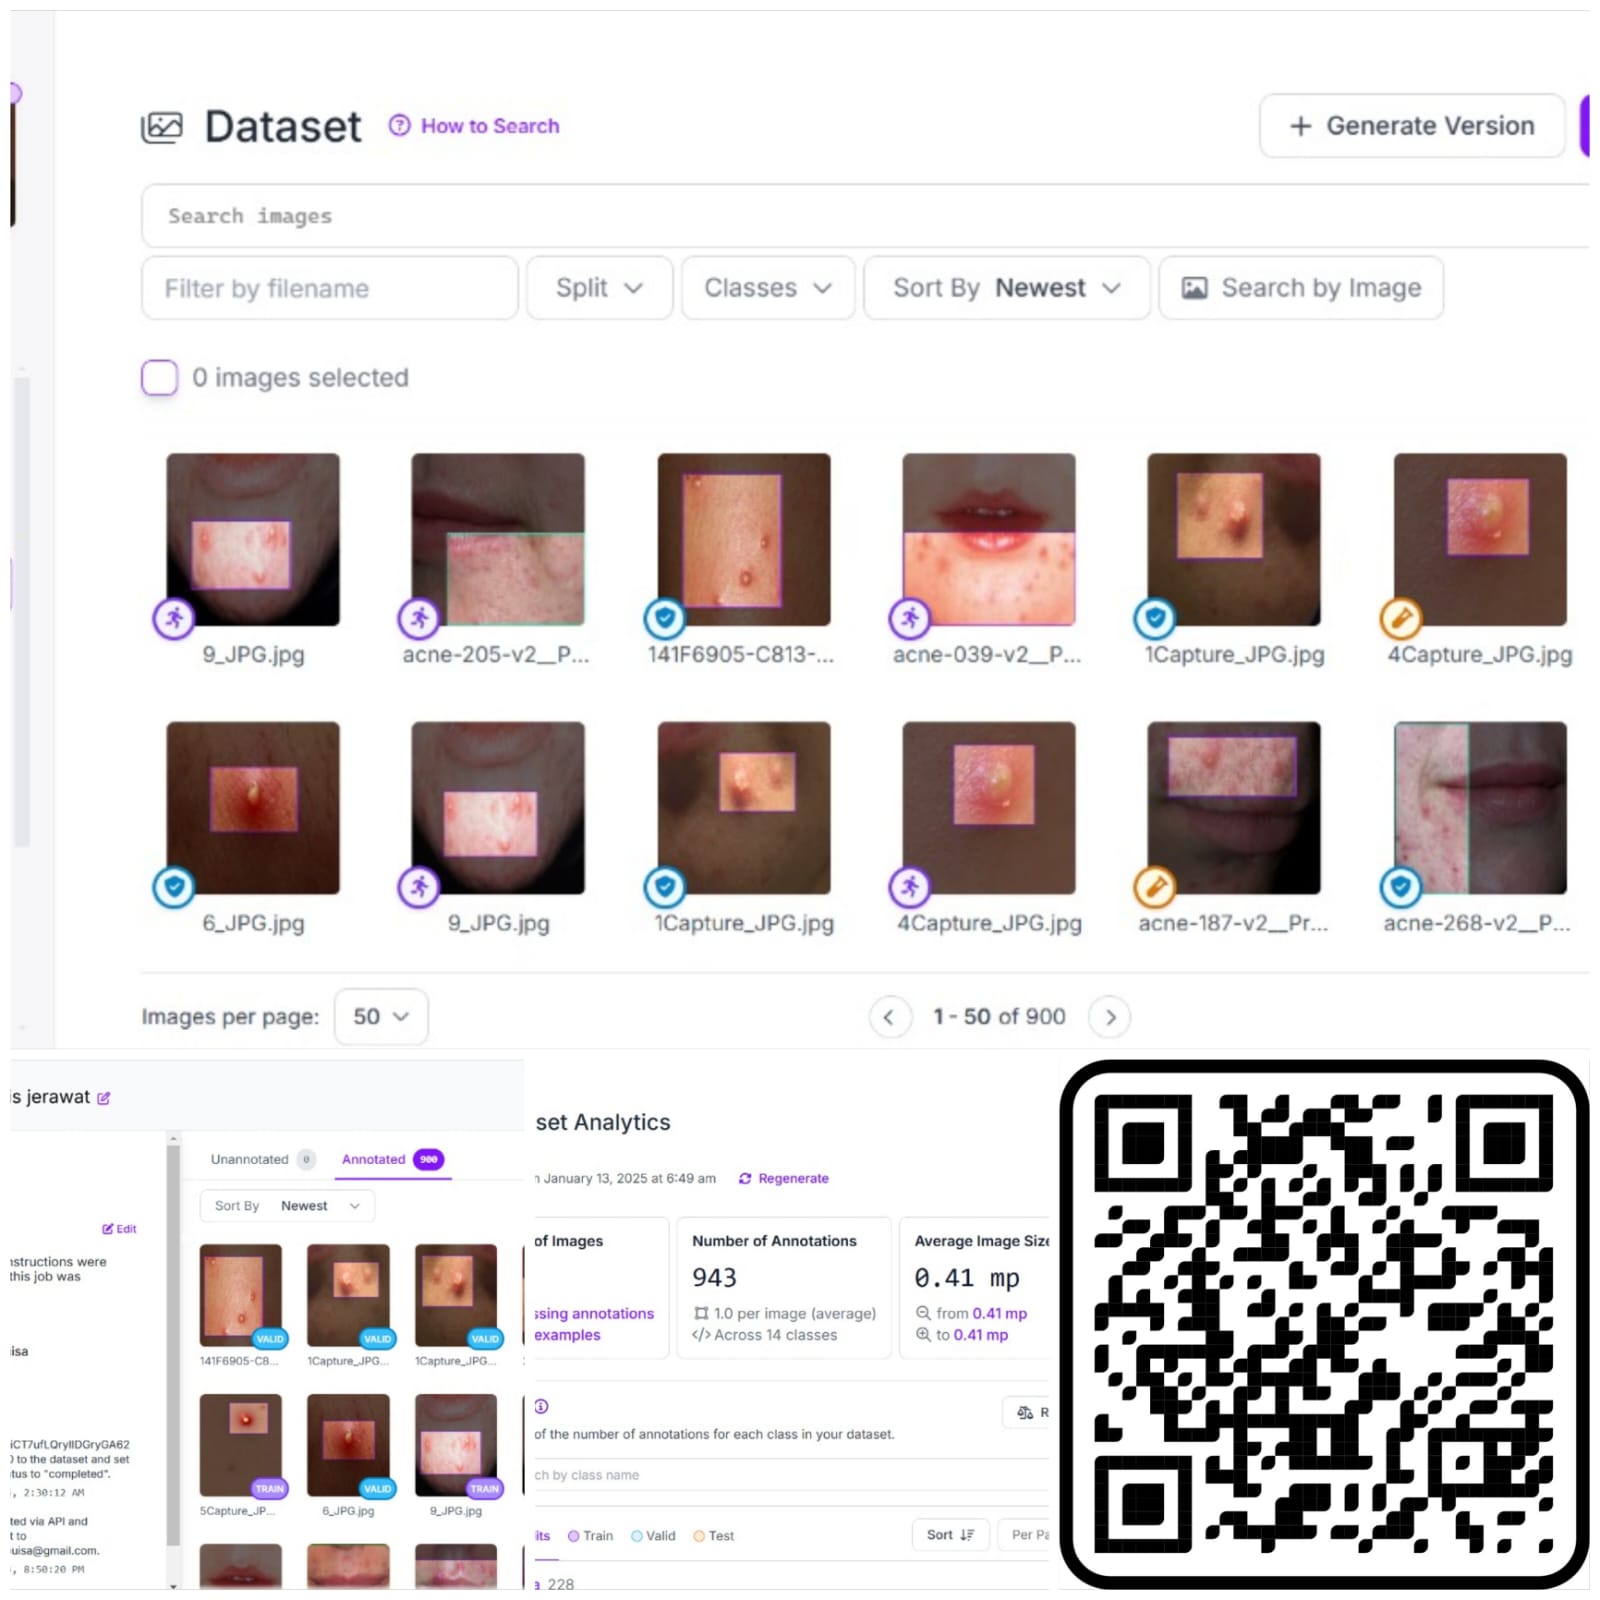 Dataset
How to Search
Generate Version
Search images
Filter by filename
Split
Classes
Sort By Newest
Search by Image
0 images selected
9_JPG.jpg
acne-205-v2__P...
141F6905-C813-...
acne-039-v2__P...
1Capture_JPG.jpg
4Capture_JPG.jpg
6_JPG.jpg
9_JPG.jpg
1Capture_JPG.jpg
4Capture_JPG.jpg
acne-187-v2__Pr...
acne-268-v2__P...
Images per page: 50
1 - 50 of 900
s jerawat
Unannotated 0
Annotated 900
Sort By Newest
Edit
nstructions were
this job was
VALID
VALID
VALID
141F6905-C8...
1Capture_JPG...
1Capture_JPG...
isa
iCT7ufLQryIIDGryGA62
to the dataset and set
tus to "completed".
, 2:30:12 AM
TRAIN
VALID
TRAIN
5Capture_JP...
6_JPG.jpg
9_JPG.jpg
ted via API and
t to
uisa@gmail.com.
, 8:50:20 PM
set Analytics
January 13, 2025 at 6:49 am
Regenerate
of Images
ssing annotations
examples
Number of Annotations
943
1.0 per image (average)
</> Across 14 classes
Average Image Size
0.41 mp
from 0.41 mp
to 0.41 mp
R
of the number of annotations for each class in your dataset.
ch by class name
its
Train
Valid
Test
Sort
Per Pa
228